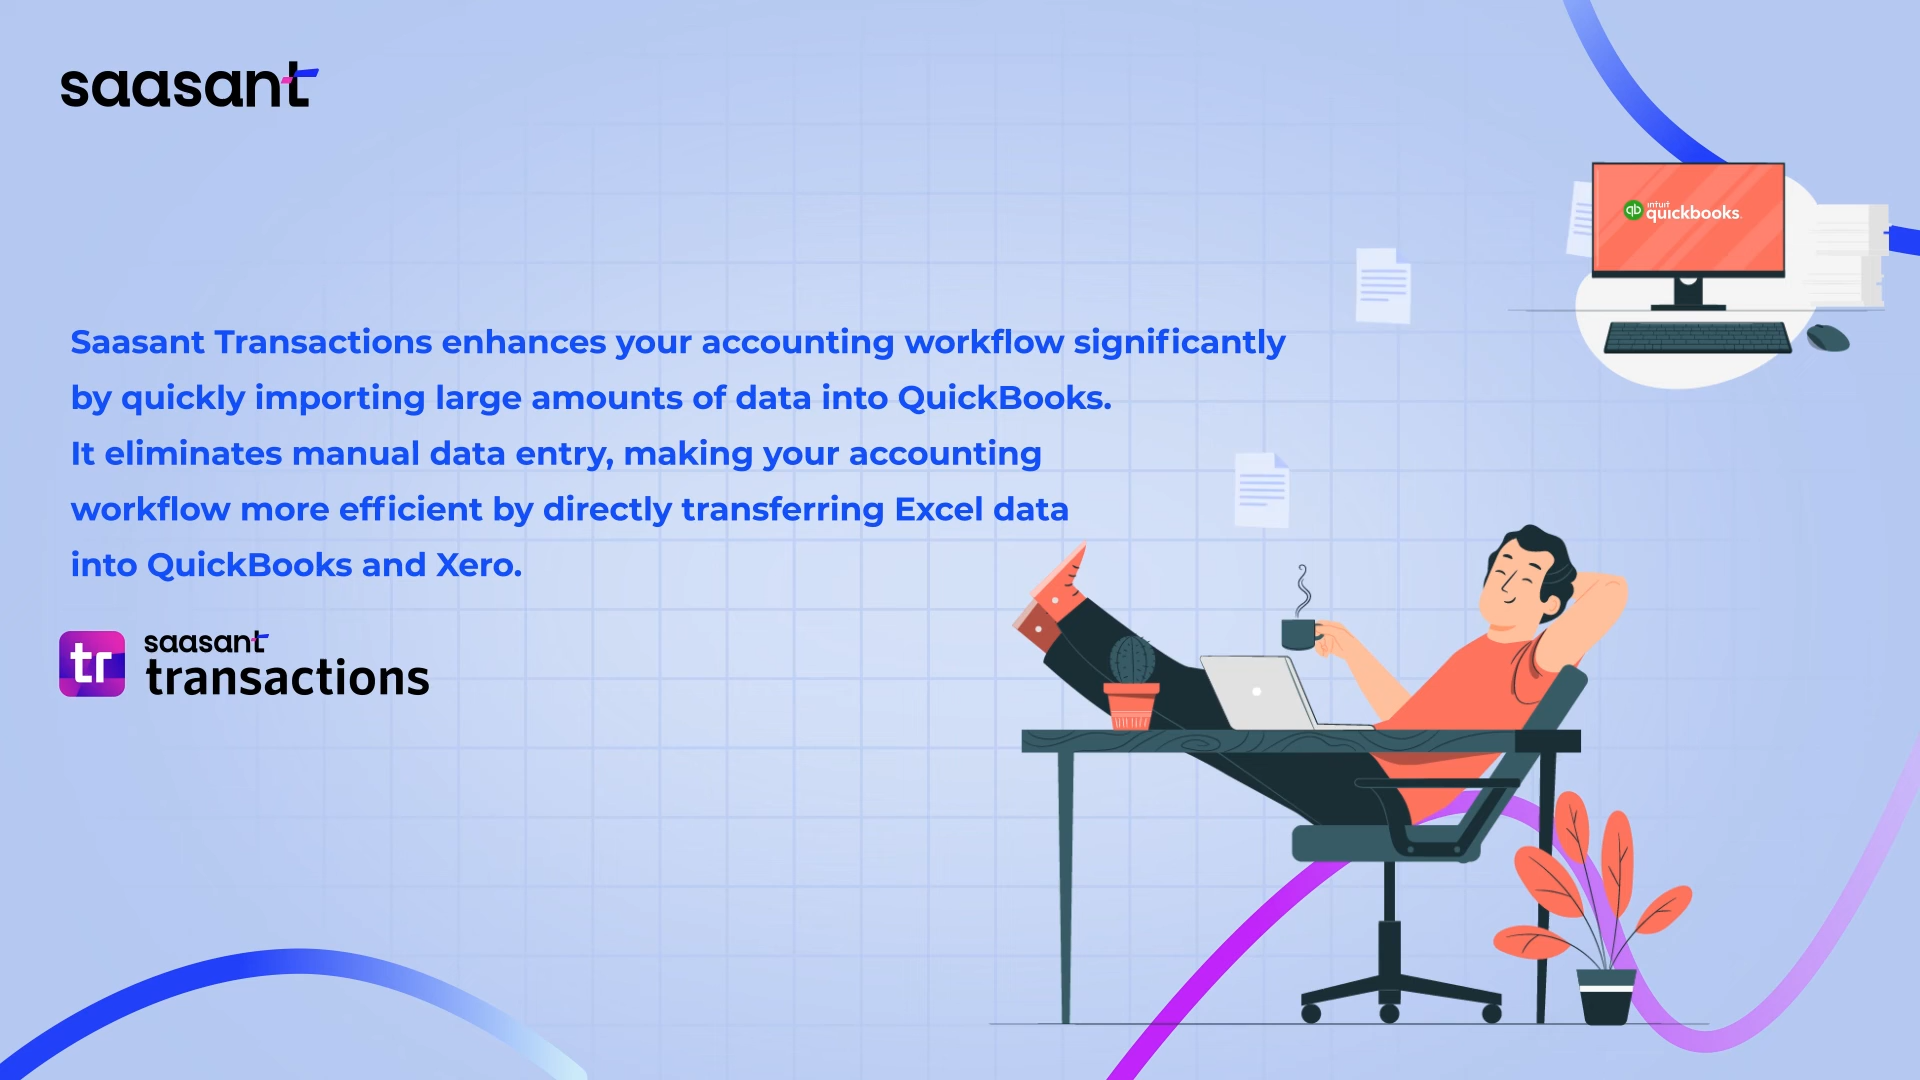 saasant
intuit
qb quickbooks.
Saasant Transactions enhances your accounting workflow significantly
by quickly importing large amounts of data into QuickBooks.
It eliminates manual data entry, making your accounting
workflow more efficient by directly transferring Excel data
into QuickBooks and Xero.
tr
saasant
transactions